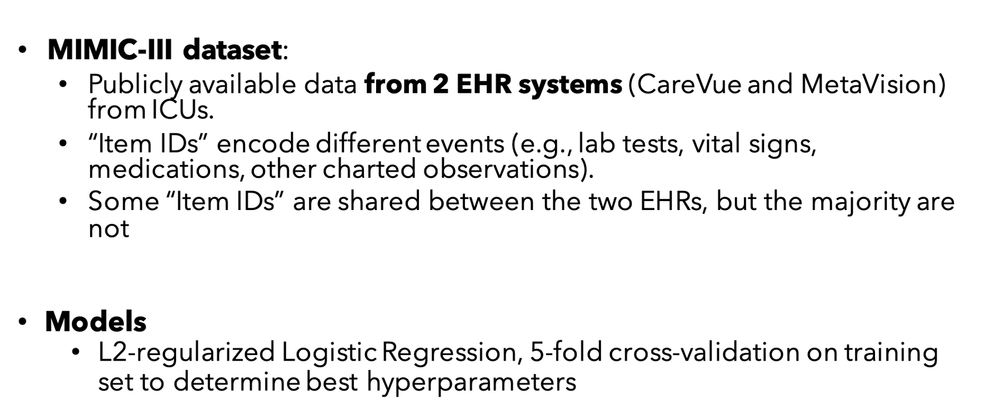 • MIMIC-III dataset:
• Publicly available data from 2 EHR systems (CareVue and MetaVision)
from ICUs.
• “Item IDs” encode different events (e.g., lab tests, vital signs,
medications, other charted observations).
• Some “Item IDs” are shared between the two EHRs, but the majority are
not
• Models
• L2-regularized Logistic Regression, 5-fold cross-validation on training
set to determine best hyperparameters